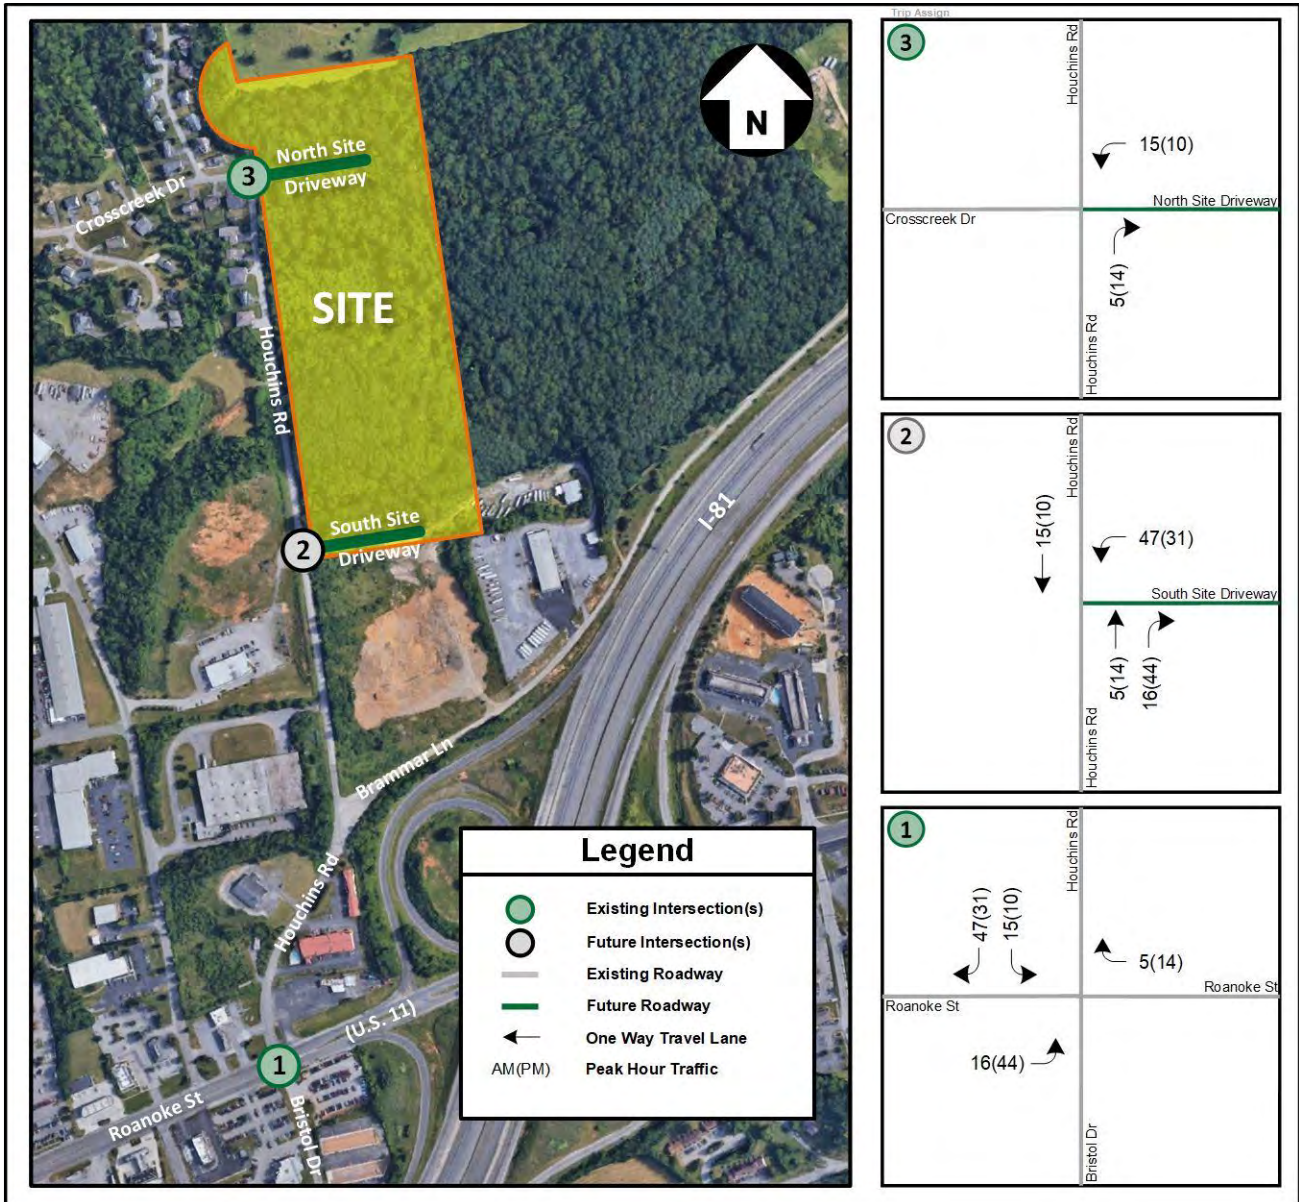 Trip Assign
N
North Site
Driveway
3
Crosscreek Dr
SITE
Houchins Rd
South Site
Driveway
2
I-81
Brammar Ln
Houchins Rd
(U.S. 11)
1
Roanoke St
Bristol Dr
Legend
Existing Intersection(s)
Future Intersection(s)
Existing Roadway
Future Roadway
One Way Travel Lane
AM(PM) Peak Hour Traffic
3
Houchins Rd
15(10)
North Site Driveway
Crosscreek Dr
5(14)
Houchins Rd
2
Houchins Rd
15(10)
47(31)
South Site Driveway
5(14)
16(44)
Houchins Rd
1
Houchins Rd
47(31)
15(10)
5(14)
Roanoke St
Roanoke St
16(44)
Bristol Dr